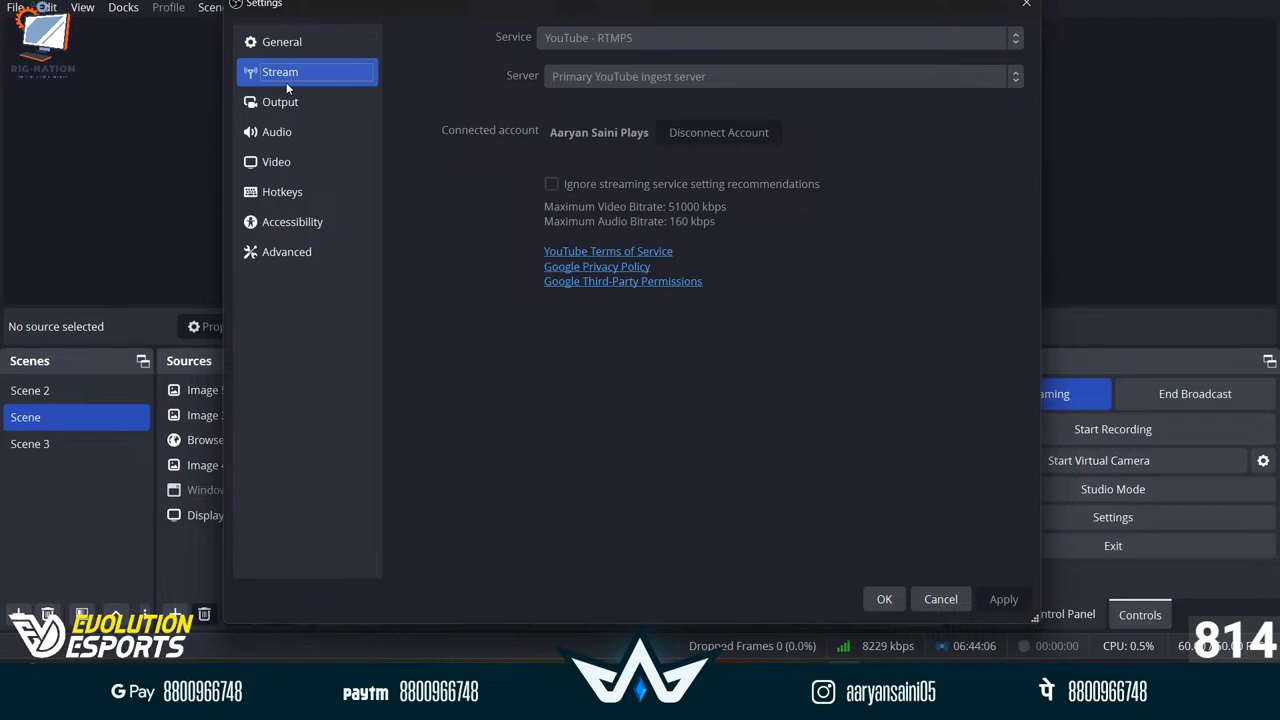 Settings
File Edit View Docks Profile
RIG-NATION
General
Stream
Output
Audio
Video
Hotkeys
Accessibility
Advanced
Service YouTube - RTMPS
Server Primary YouTube ingest server
Connected account Aaryan Saini Plays Disconnect Account
Ignore streaming service setting recommendations
Maximum Video Bitrate: 51000 kbps
Maximum Audio Bitrate: 160 kbps
YouTube Terms of Service
Google Privacy Policy
Google Third-Party Permissions
No source selected
Scenes
Scene 2
Scene
Scene 3
Sources
Image
Image
Browse
Image
Window
Display
End Broadcast
Start Recording
Start Virtual Camera
Studio Mode
Settings
Exit
OK Cancel Apply
Panel Controls
Dropped Frames 0 (0.0%) 8229 kbps 06:44:06 00:00:00 CPU: 0.5%
EVOLUTION
ESPORTS
814
G Pay 8800966748 paytm 8800966748 aaryansaini05 पे 8800966748